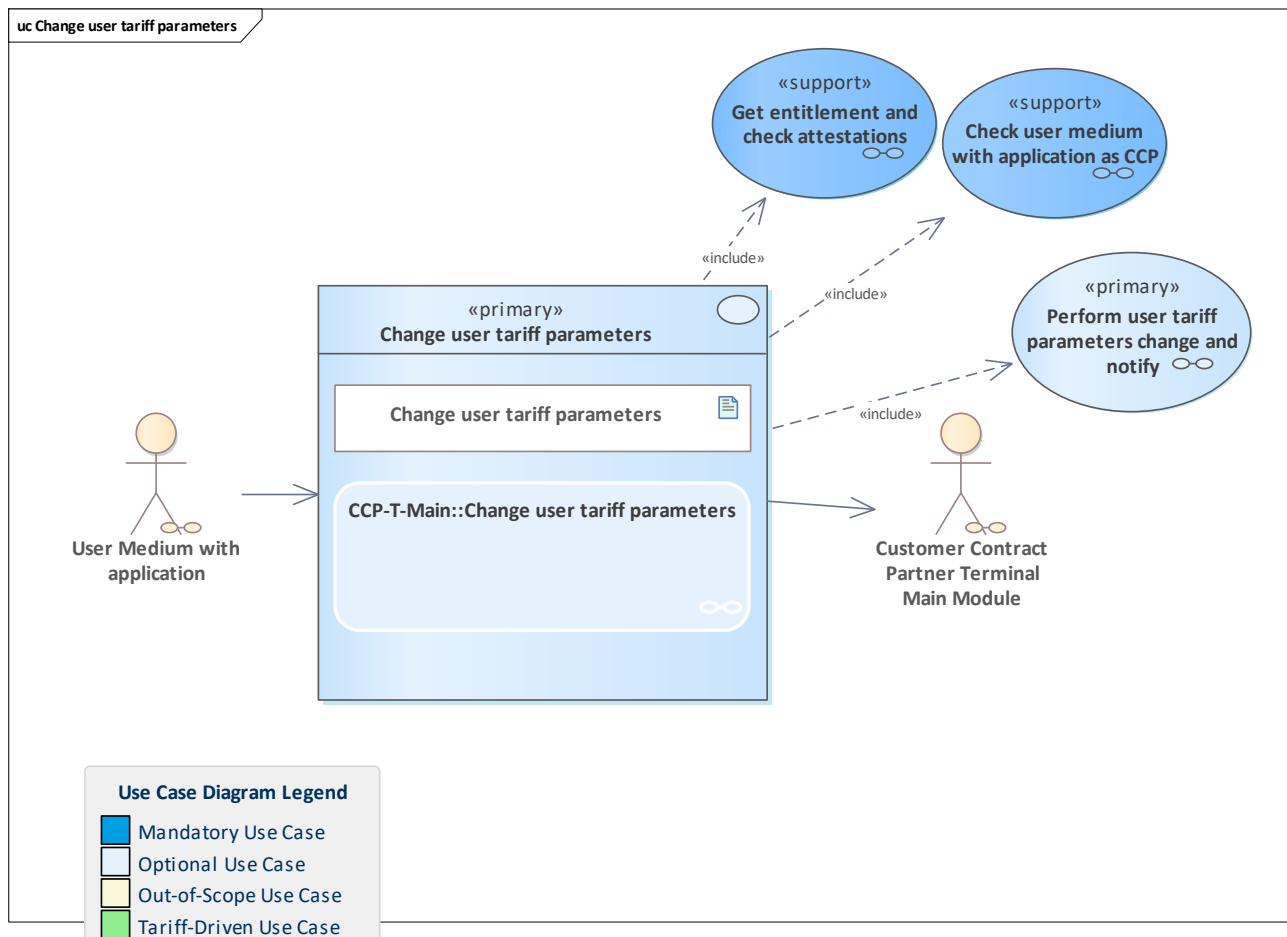 uc Change user tariff parameters
«support»
Get entitlement and
check attestations
«support»
Check user medium
with application as CCP
«include»
«include»
«primary»
Perform user tariff
parameters change and
notify
«include»
«primary»
Change user tariff parameters
Change user tariff parameters
CCP-T-Main::Change user tariff parameters
User Medium with
application
Customer Contract
Partner Terminal
Main Module
Use Case Diagram Legend
Mandatory Use Case
Optional Use Case
Out-of-Scope Use Case
Tariff-Driven Use Case